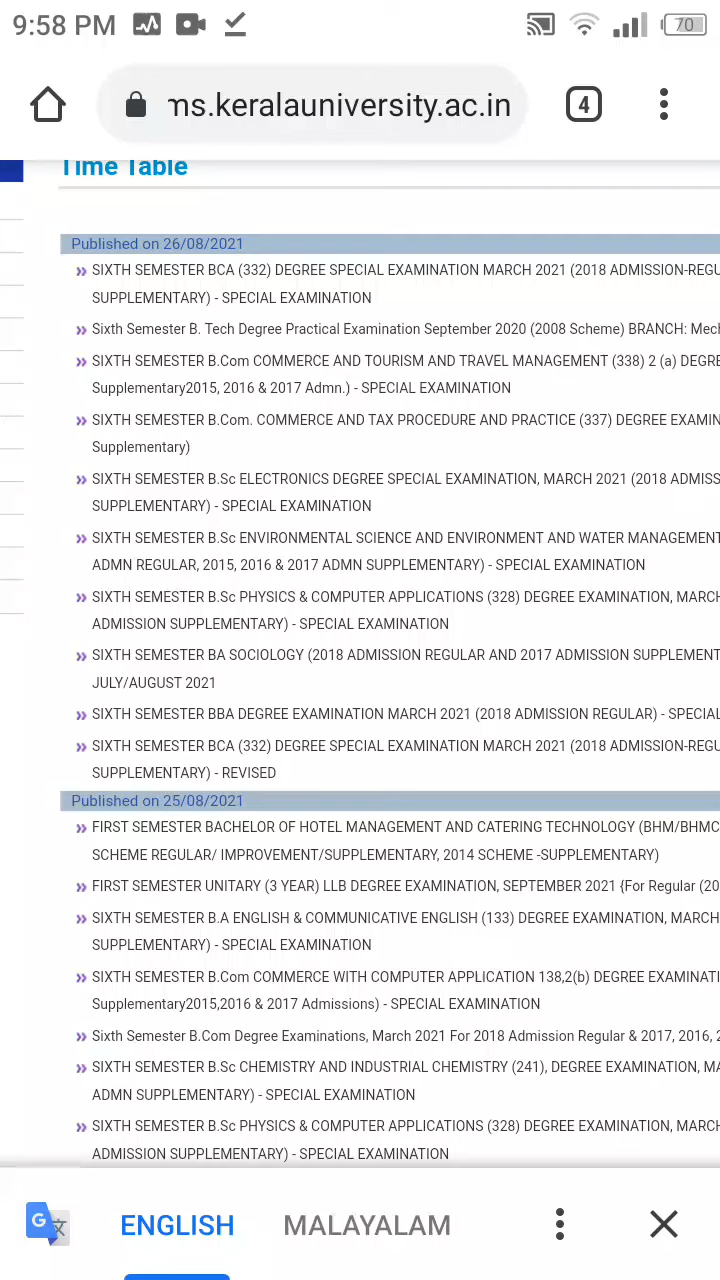 9:58 PM
70
ms.keralauniversity.ac.in
4
Time Table
Published on 26/08/2021
» SIXTH SEMESTER BCA (332) DEGREE SPECIAL EXAMINATION MARCH 2021 (2018 ADMISSION-REGU
SUPPLEMENTARY) - SPECIAL EXAMINATION
» Sixth Semester B. Tech Degree Practical Examination September 2020 (2008 Scheme) BRANCH: Mech
» SIXTH SEMESTER B.Com COMMERCE AND TOURISM AND TRAVEL MANAGEMENT (338) 2 (a) DEGRE
Supplementary2015, 2016 & 2017 Admn.) - SPECIAL EXAMINATION
» SIXTH SEMESTER B.Com. COMMERCE AND TAX PROCEDURE AND PRACTICE (337) DEGREE EXAMIN
Supplementary)
» SIXTH SEMESTER B.Sc ELECTRONICS DEGREE SPECIAL EXAMINATION, MARCH 2021 (2018 ADMISS
SUPPLEMENTARY) - SPECIAL EXAMINATION
» SIXTH SEMESTER B.Sc ENVIRONMENTAL SCIENCE AND ENVIRONMENT AND WATER MANAGEMENT
ADMN REGULAR, 2015, 2016 & 2017 ADMN SUPPLEMENTARY) - SPECIAL EXAMINATION
» SIXTH SEMESTER B.Sc PHYSICS & COMPUTER APPLICATIONS (328) DEGREE EXAMINATION, MARCH
ADMISSION SUPPLEMENTARY) - SPECIAL EXAMINATION
» SIXTH SEMESTER BA SOCIOLOGY (2018 ADMISSION REGULAR AND 2017 ADMISSION SUPPLEMENT
JULY/AUGUST 2021
» SIXTH SEMESTER BBA DEGREE EXAMINATION MARCH 2021 (2018 ADMISSION REGULAR) - SPECIAL
» SIXTH SEMESTER BCA (332) DEGREE SPECIAL EXAMINATION MARCH 2021 (2018 ADMISSION-REGU
SUPPLEMENTARY) - REVISED
Published on 25/08/2021
» FIRST SEMESTER BACHELOR OF HOTEL MANAGEMENT AND CATERING TECHNOLOGY (BHM/BHMC
SCHEME REGULAR/ IMPROVEMENT/SUPPLEMENTARY, 2014 SCHEME -SUPPLEMENTARY)
» FIRST SEMESTER UNITARY (3 YEAR) LLB DEGREE EXAMINATION, SEPTEMBER 2021 {For Regular (20
» SIXTH SEMESTER B.A ENGLISH & COMMUNICATIVE ENGLISH (133) DEGREE EXAMINATION, MARCH
SUPPLEMENTARY) - SPECIAL EXAMINATION
» SIXTH SEMESTER B.Com COMMERCE WITH COMPUTER APPLICATION 138,2(b) DEGREE EXAMINATI
Supplementary2015,2016 & 2017 Admissions) - SPECIAL EXAMINATION
» Sixth Semester B.Com Degree Examinations, March 2021 For 2018 Admission Regular & 2017, 2016, 2
» SIXTH SEMESTER B.Sc CHEMISTRY AND INDUSTRIAL CHEMISTRY (241), DEGREE EXAMINATION, MA
ADMN SUPPLEMENTARY) - SPECIAL EXAMINATION
» SIXTH SEMESTER B.Sc PHYSICS & COMPUTER APPLICATIONS (328) DEGREE EXAMINATION, MARCH
ADMISSION SUPPLEMENTARY) - SPECIAL EXAMINATION
G 文 ENGLISH MALAYALAM